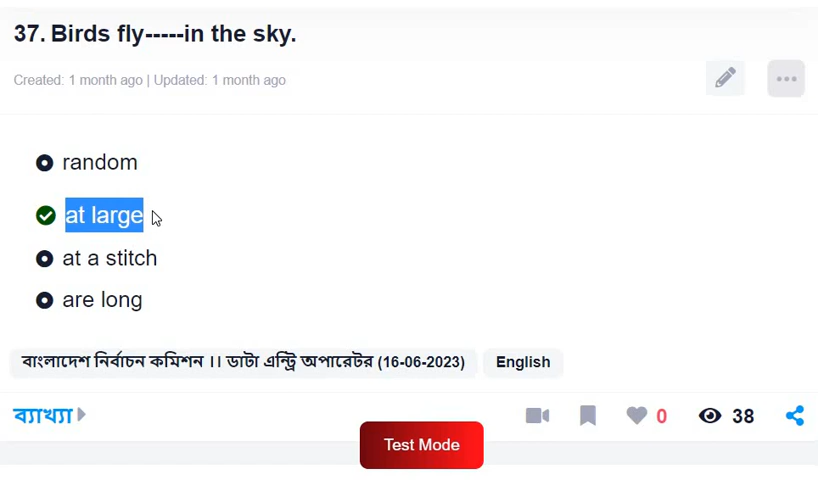 37. Birds fly-----in the sky.
Created: 1 month ago | Updated: 1 month ago
random
at large
at a stitch
are long
বাংলাদেশ নির্বাচন কমিশন ।। ডাটা এন্ট্রি অপারেটর (16-06-2023) English
ব্যাখ্যা 0 38
Test Mode